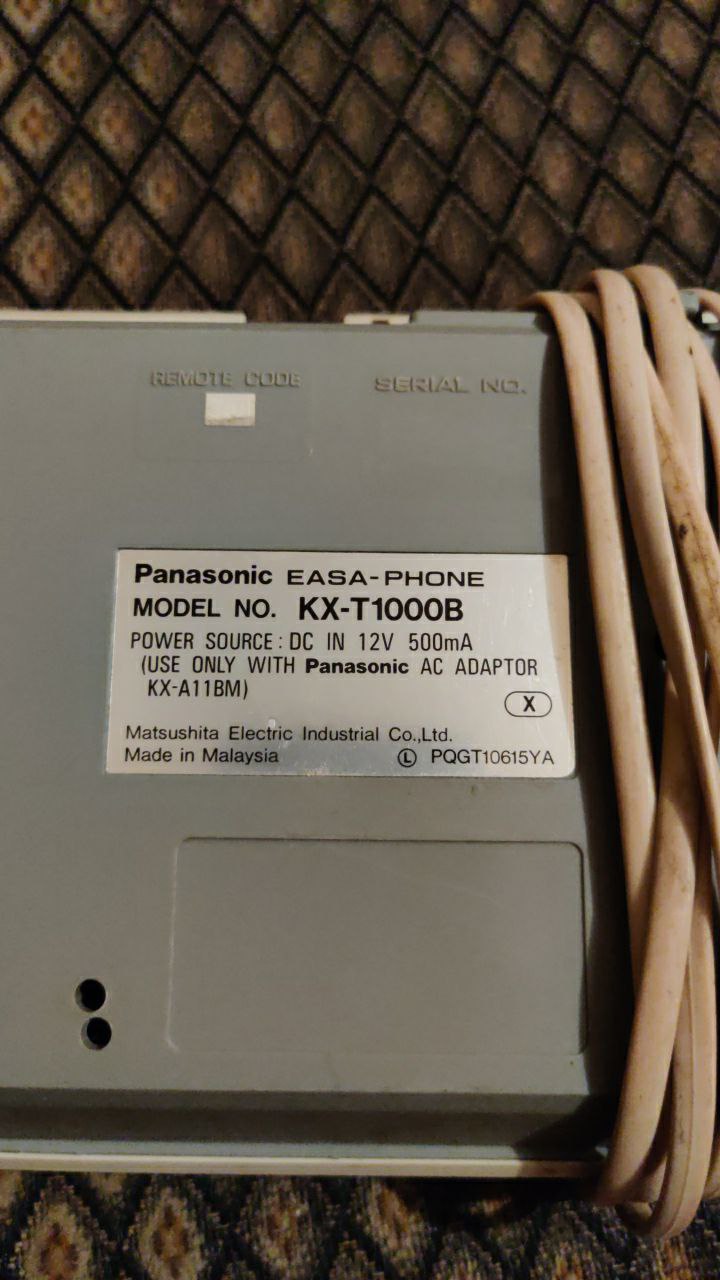 REMOTE CODE
SERIAL NO.
Panasonic EASA-PHONE
MODEL NO. KX-T1000B
POWER SOURCE: DC IN 12V 500mA
(USE ONLY WITH Panasonic AC ADAPTOR
KX-A11BM)
X
Matsushita Electric Industrial Co.,Ltd.
Made in Malaysia Ⓛ PQGT10615YA